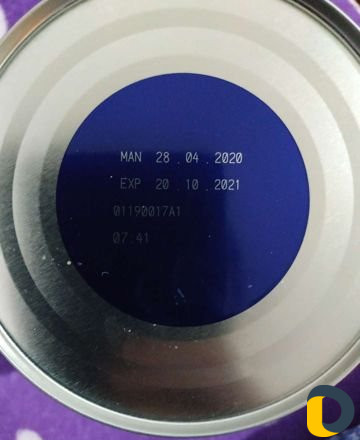 MAN 28 . 04 . 2020
EXP 20 . 10 . 2021
01190017A1
07:41